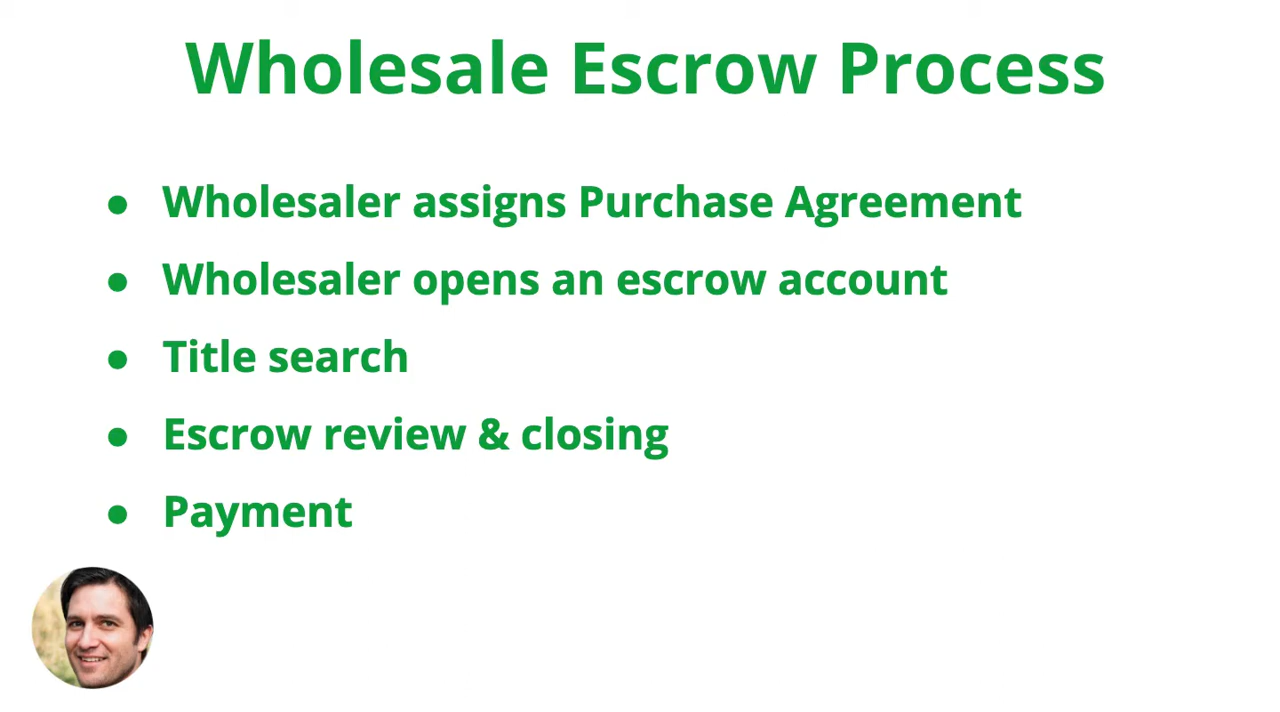 Wholesale Escrow Process
● Wholesaler assigns Purchase Agreement
● Wholesaler opens an escrow account
● Title search
● Escrow review & closing
● Payment